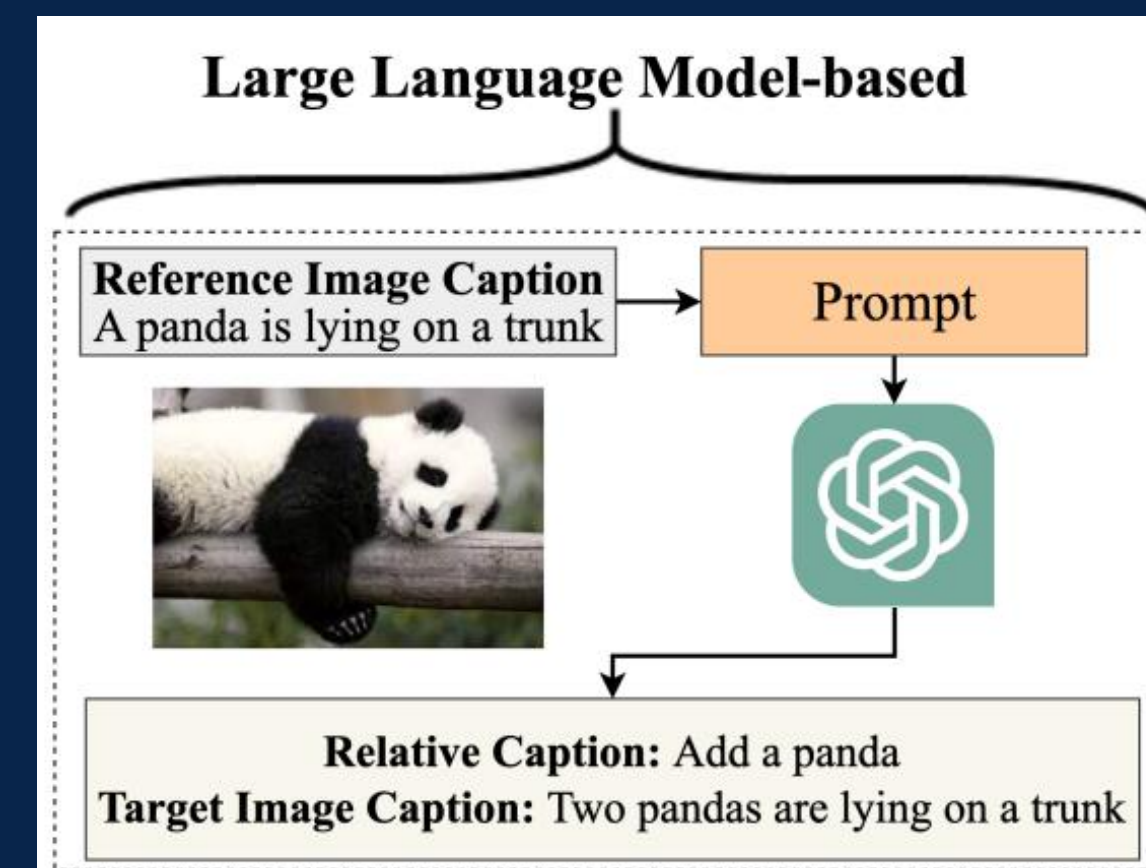 Large Language Model-based
Reference Image Caption
A panda is lying on a trunk
Prompt
Relative Caption: Add a panda
Target Image Caption: Two pandas are lying on a trunk